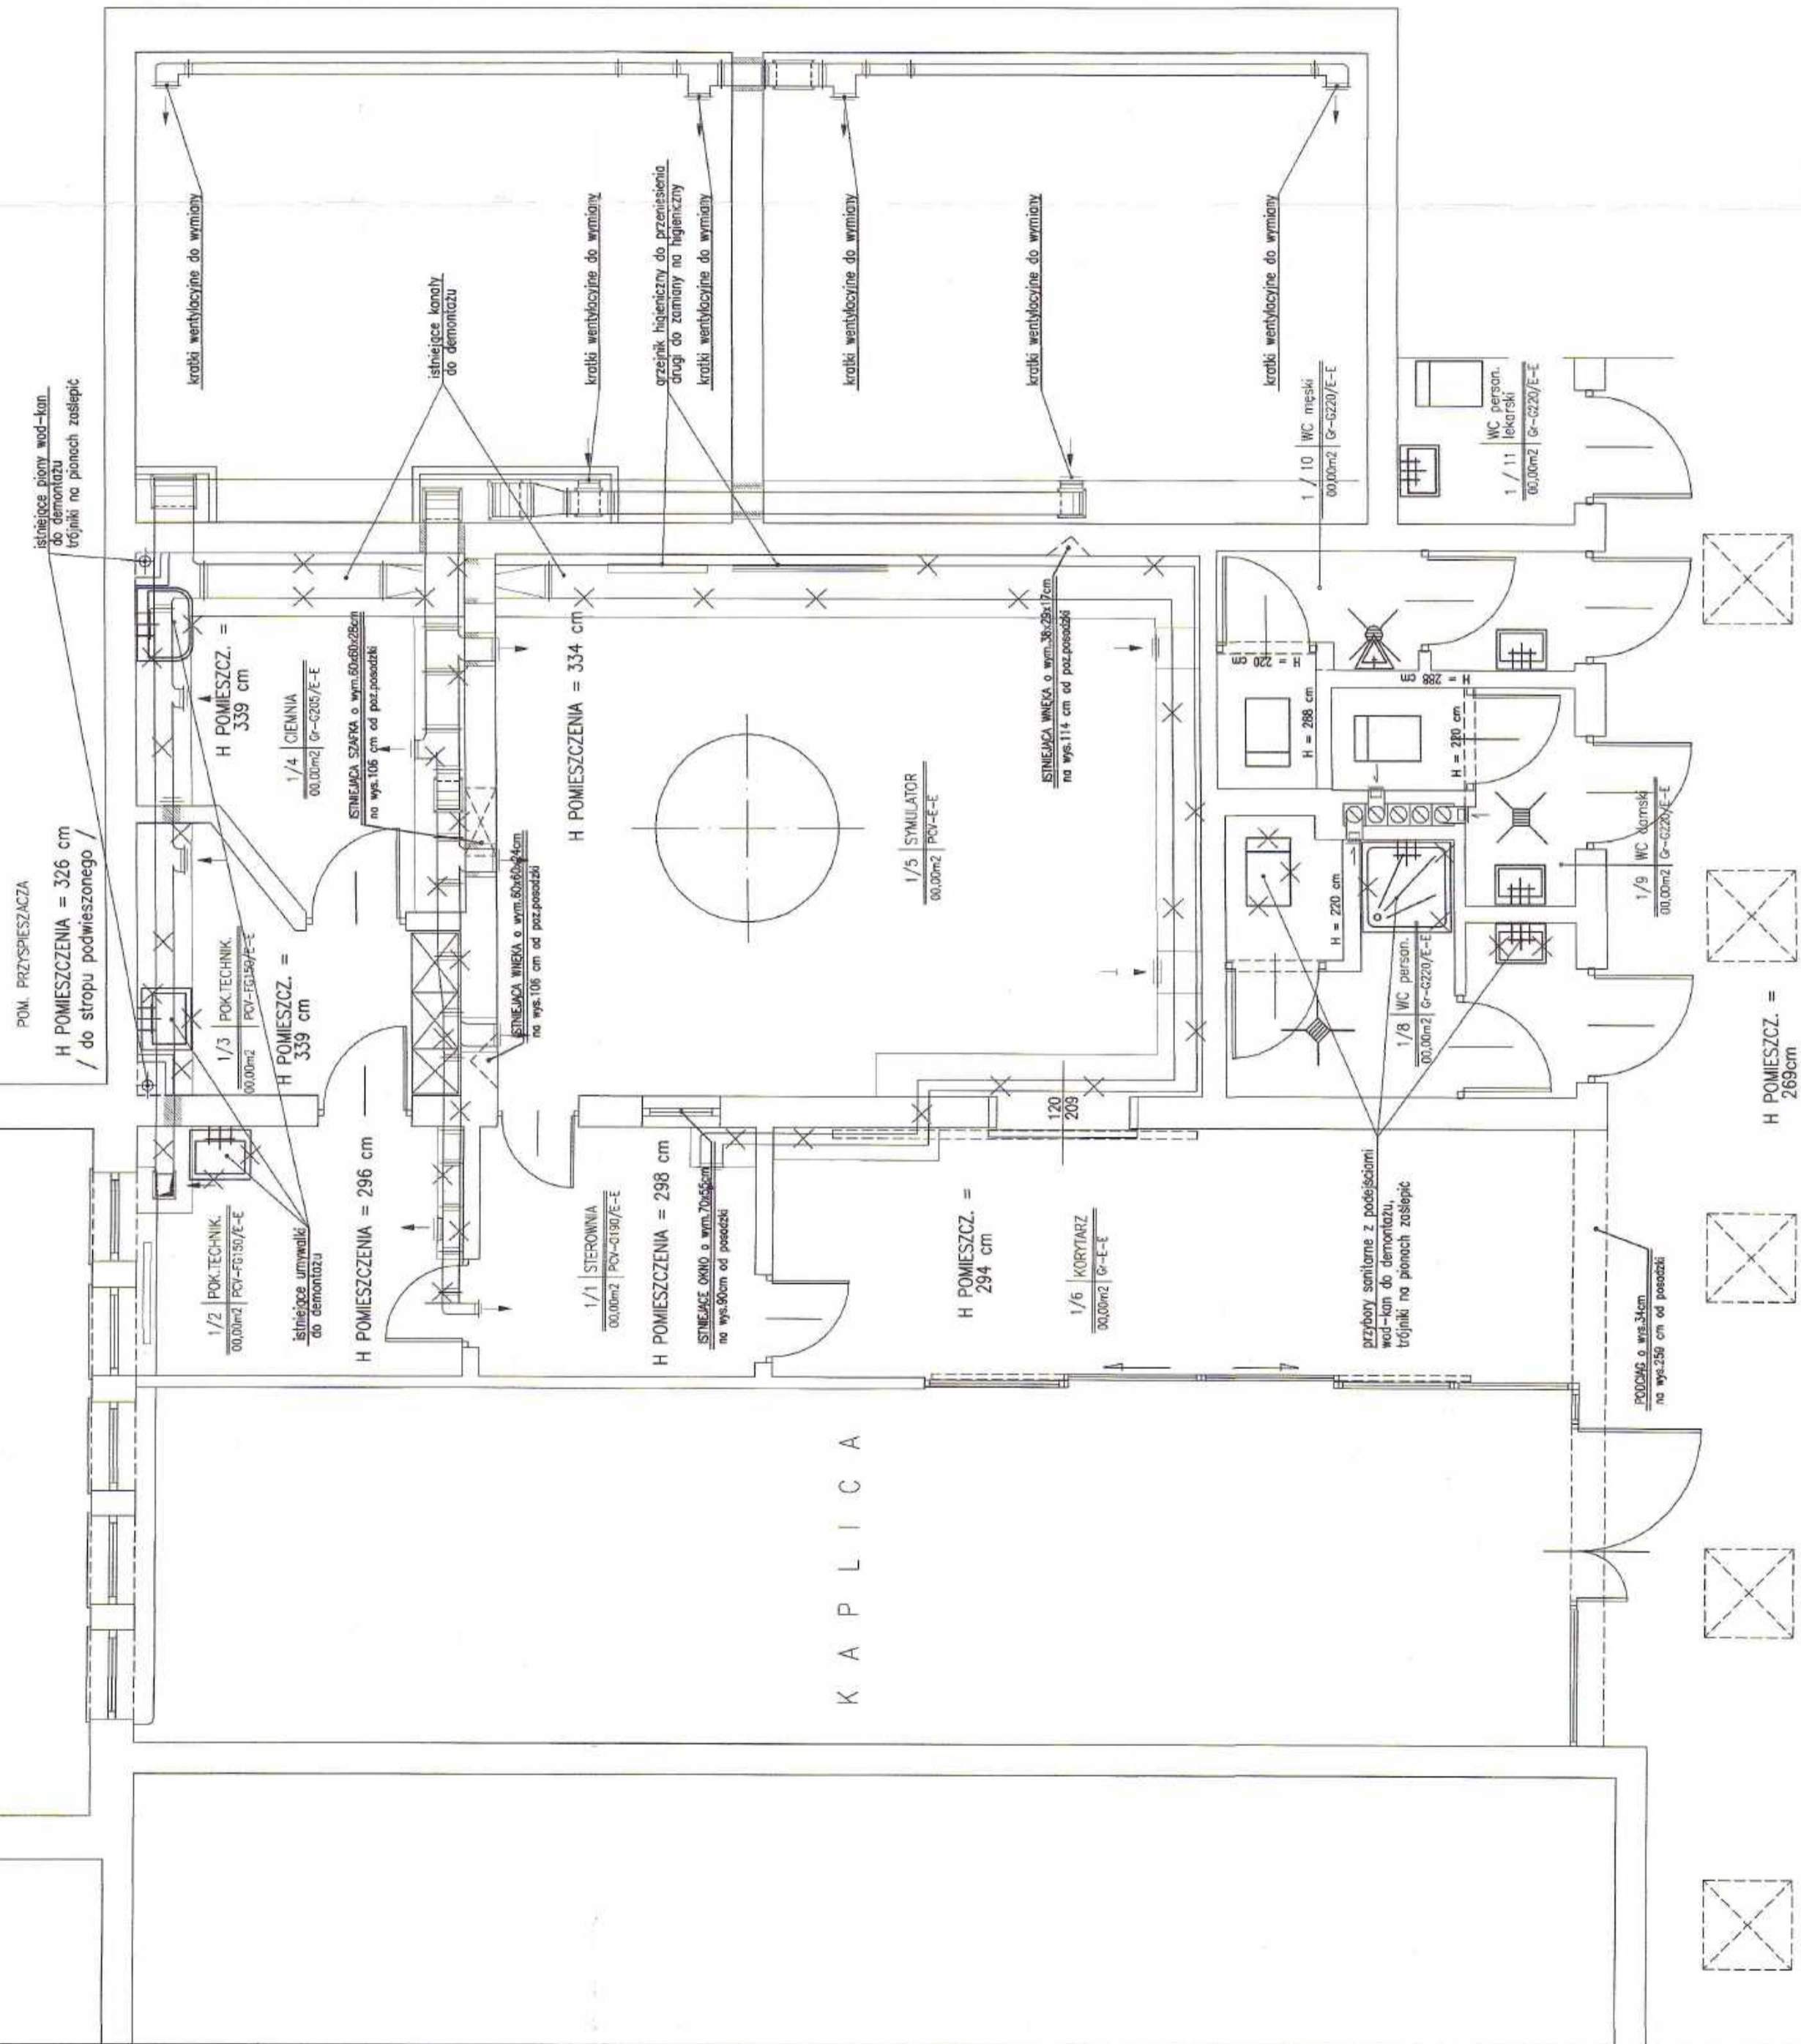 POM. PRZYSPIESZACZA
H POMIESZCZENIA = 326 cm
/ do stropu podwieszonego /
istniejące piony wod-kan
do demontażu
trójniki na pionach zaślepić
kratki wentylacyjne do wymiany
istniejące kanały
do demontażu
kratki wentylacyjne do wymiany
grzejnik higieniczny do przeniesienia
drugi do zamiany na higieniczny
kratki wentylacyjne do wymiany
kratki wentylacyjne do wymiany
kratki wentylacyjne do wymiany
kratki wentylacyjne do wymiany
H POMIESZCZ. =
339 cm
1/4 CIEMNIA
00,00m2 Gr-G205/E-E
ISTNIEJĄCA SZAFKA o wym.60x60x28cm
na wys.106 cm od poz.posadzki
H POMIESZCZENIA = 334 cm
1/3 POK.TECHNIK.
00,00m2 PCV-FG150/E-E
H POMIESZCZ. =
339 cm
ISTNIEJĄCA WNĘKA o wym.60x60x24cm
na wys.106 cm od poz.posadzki
1/5 SYMULATOR
00,00m2 PCV-E-E
ISTNIEJĄCA WNĘKA o wym.38x29x17cm
na wys.114 cm od poz.posadzki
1/2 POK.TECHNIK.
00,00m2 PCV-FG150/E-E
istniejące umywalki
do demontażu
H POMIESZCZENIA = 296 cm
1/1 STEROWNIA
00,00m2 PCV-O190/E-E
H POMIESZCZENIA = 298 cm
ISTNIEJĄCE OKNO o wym.70x55cm
na wys.90cm od posadzki
120
209
H POMIESZCZ. =
294 cm
1/6 KORYTARZ
00,00m2 Gr-E-E
przybory sanitarne z podejściami
wod-kan do demontażu,
trójniki na pionach zaślepić
PODCIĄG o wys.34cm
na wys.259 cm od posadzki
1 / 10 WC męski
00,00m2 Gr-G220/E-E
1 / 11 WC person.
lekarski
00,00m2 Gr-G220/E-E
H = 220 cm
H = 288 cm
H = 288 cm
H = 220 cm
H = 220 cm
1/9 WC damski
00,00m2 Gr-G220/E-E
1/8 WC person.
00,00m2 Gr-G220/E-E
H POMIESZCZ. =
269cm
K A P L I C A